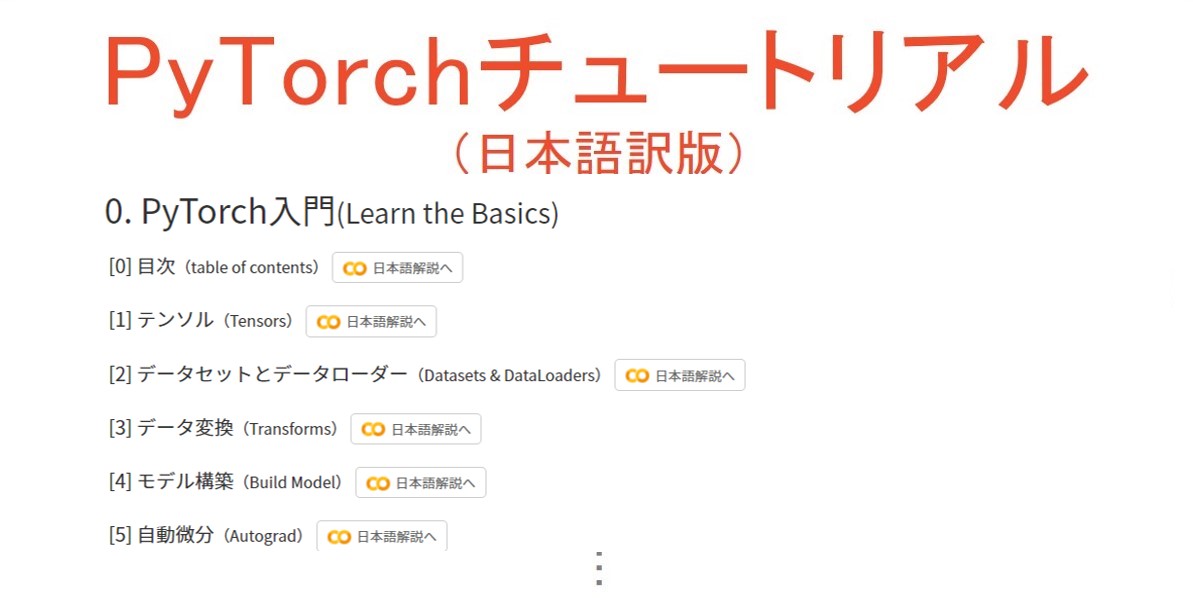 PyTorchチュートリアル
（日本語訳版）
0. PyTorch入門(Learn the Basics)
[0] 目次（table of contents） 日本語解説へ
[1] テンソル（Tensors） 日本語解説へ
[2] データセットとデータローダー（Datasets & DataLoaders） 日本語解説へ
[3] データ変換（Transforms） 日本語解説へ
[4] モデル構築（Build Model） 日本語解説へ
[5] 自動微分（Autograd） 日本語解説へ